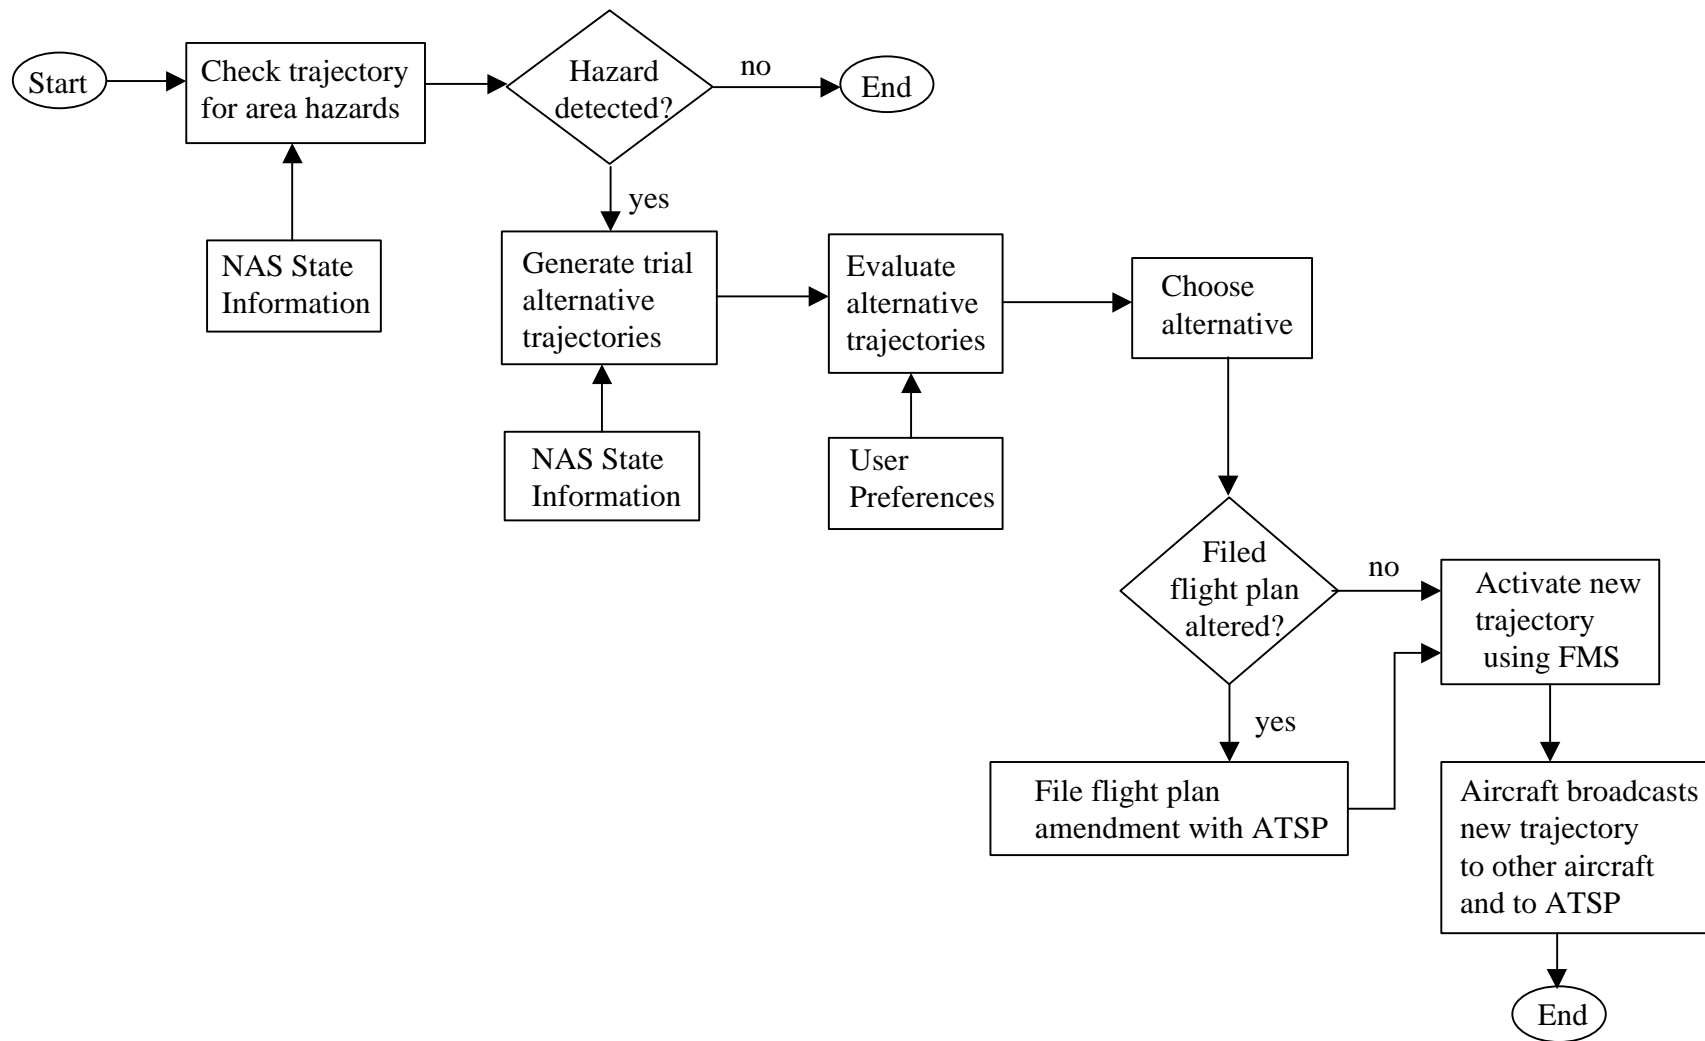 Start
Check trajectory
for area hazards
Hazard
detected?
no
End
yes
NAS State
Information
Generate trial
alternative
trajectories
Evaluate
alternative
trajectories
Choose
alternative
NAS State
Information
User
Preferences
Filed
flight plan
altered?
no
Activate new
trajectory
using FMS
yes
File flight plan
amendment with ATSP
Aircraft broadcasts
new trajectory
to other aircraft
and to ATSP
End